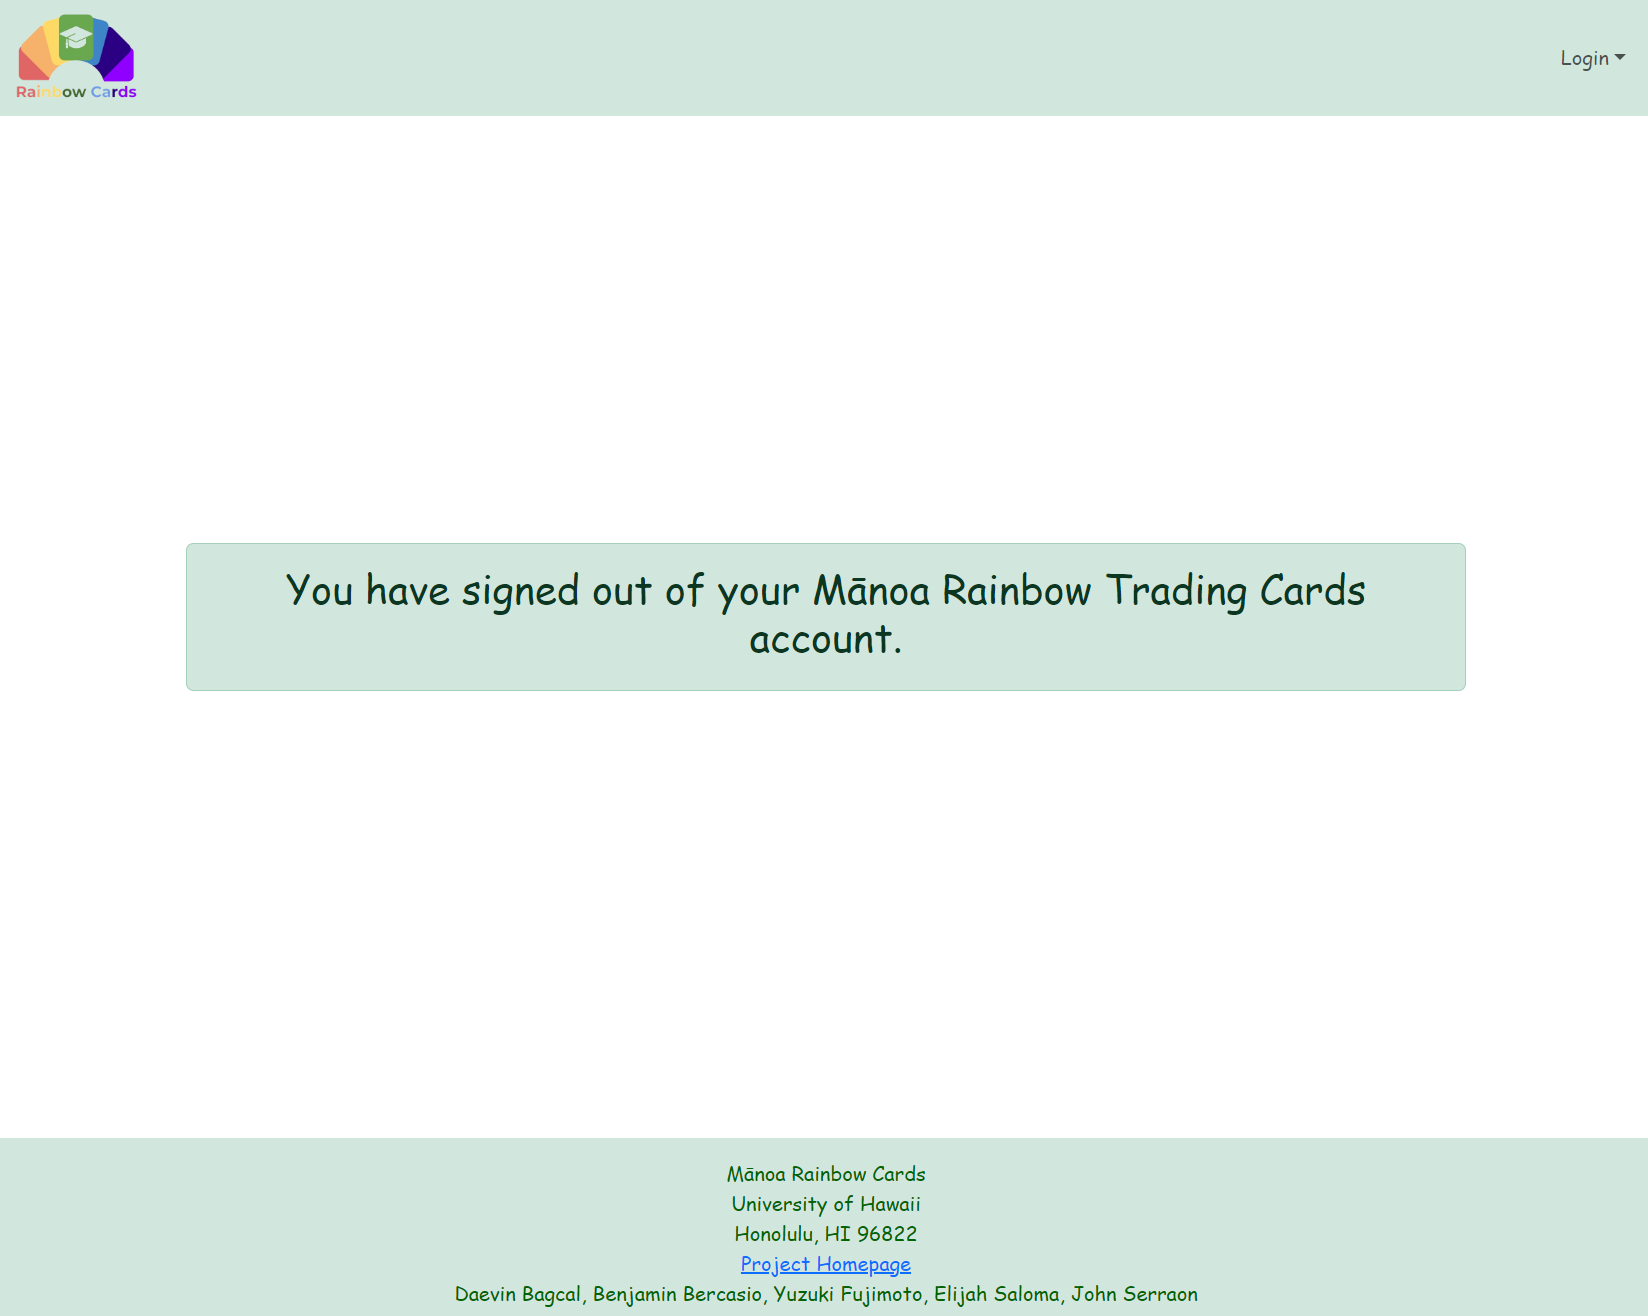 Rainbow Cards
Login
You have signed out of your Mānoa Rainbow Trading Cards
account.
Mānoa Rainbow Cards
University of Hawaii
Honolulu, HI 96822
Project Homepage
Daevin Bagcal, Benjamin Bercasio, Yuzuki Fujimoto, Elijah Saloma, John Serraon